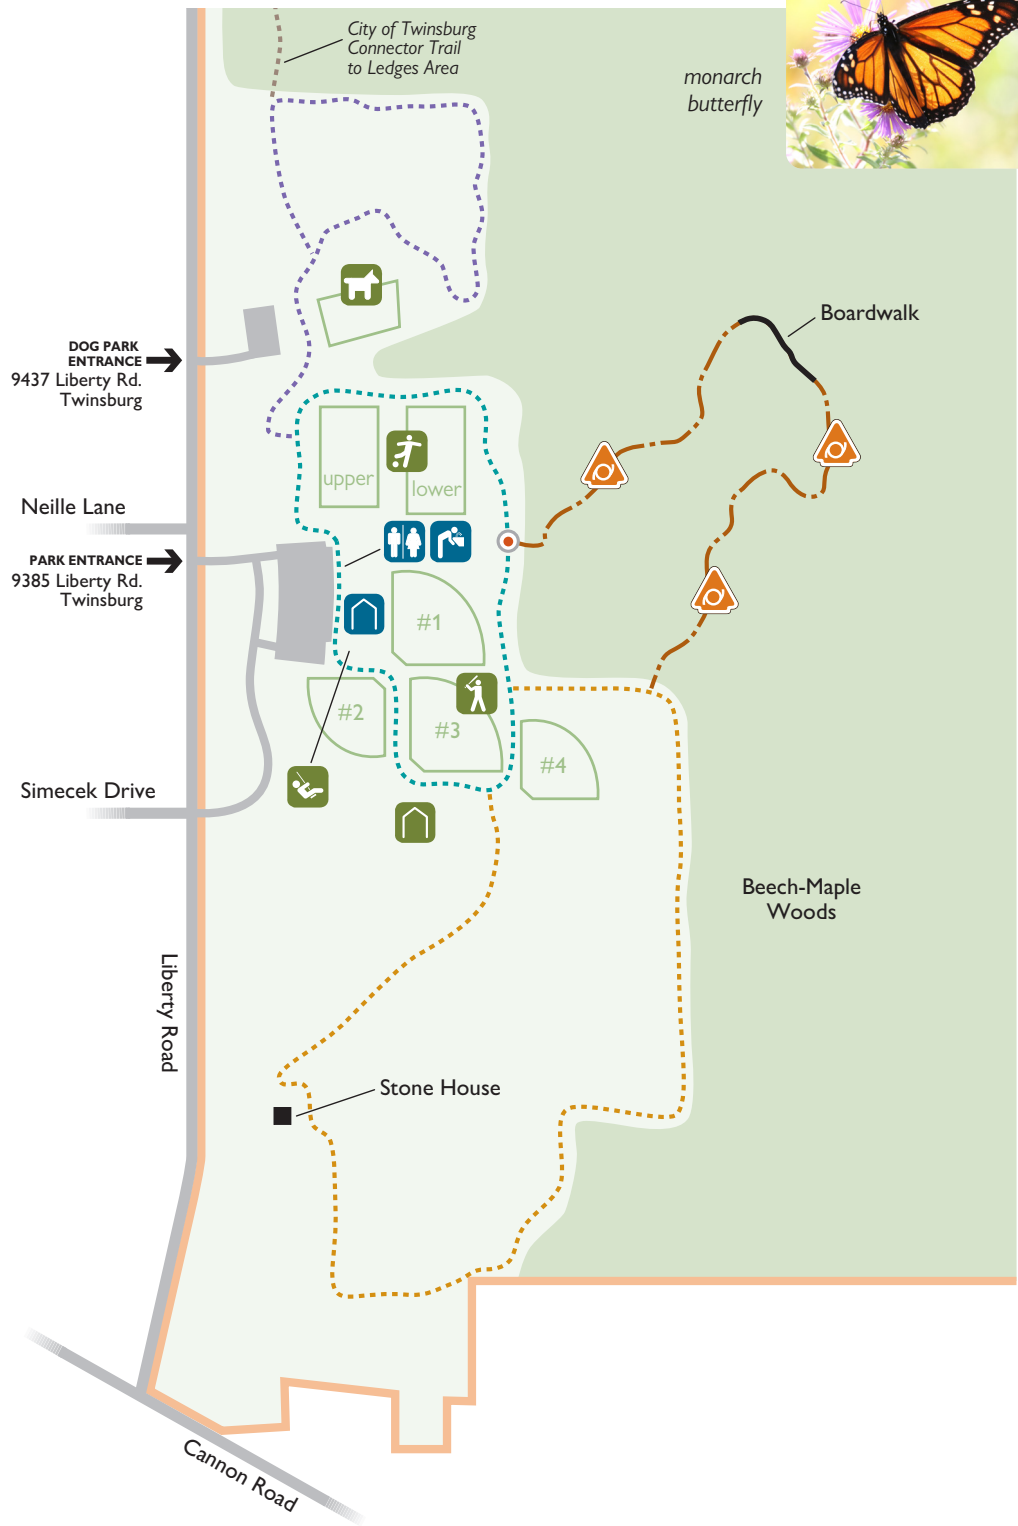 City of Twinsburg
Connector Trail
to Ledges Area
monarch
butterfly
Boardwalk
DOG PARK
ENTRANCE
9437 Liberty Rd.
Twinsburg
upper
lower
Neille Lane
PARK ENTRANCE
9385 Liberty Rd.
Twinsburg
#1
#2
#3
#4
Simecek Drive
Beech-Maple
Woods
Liberty Road
Stone House
Cannon Road